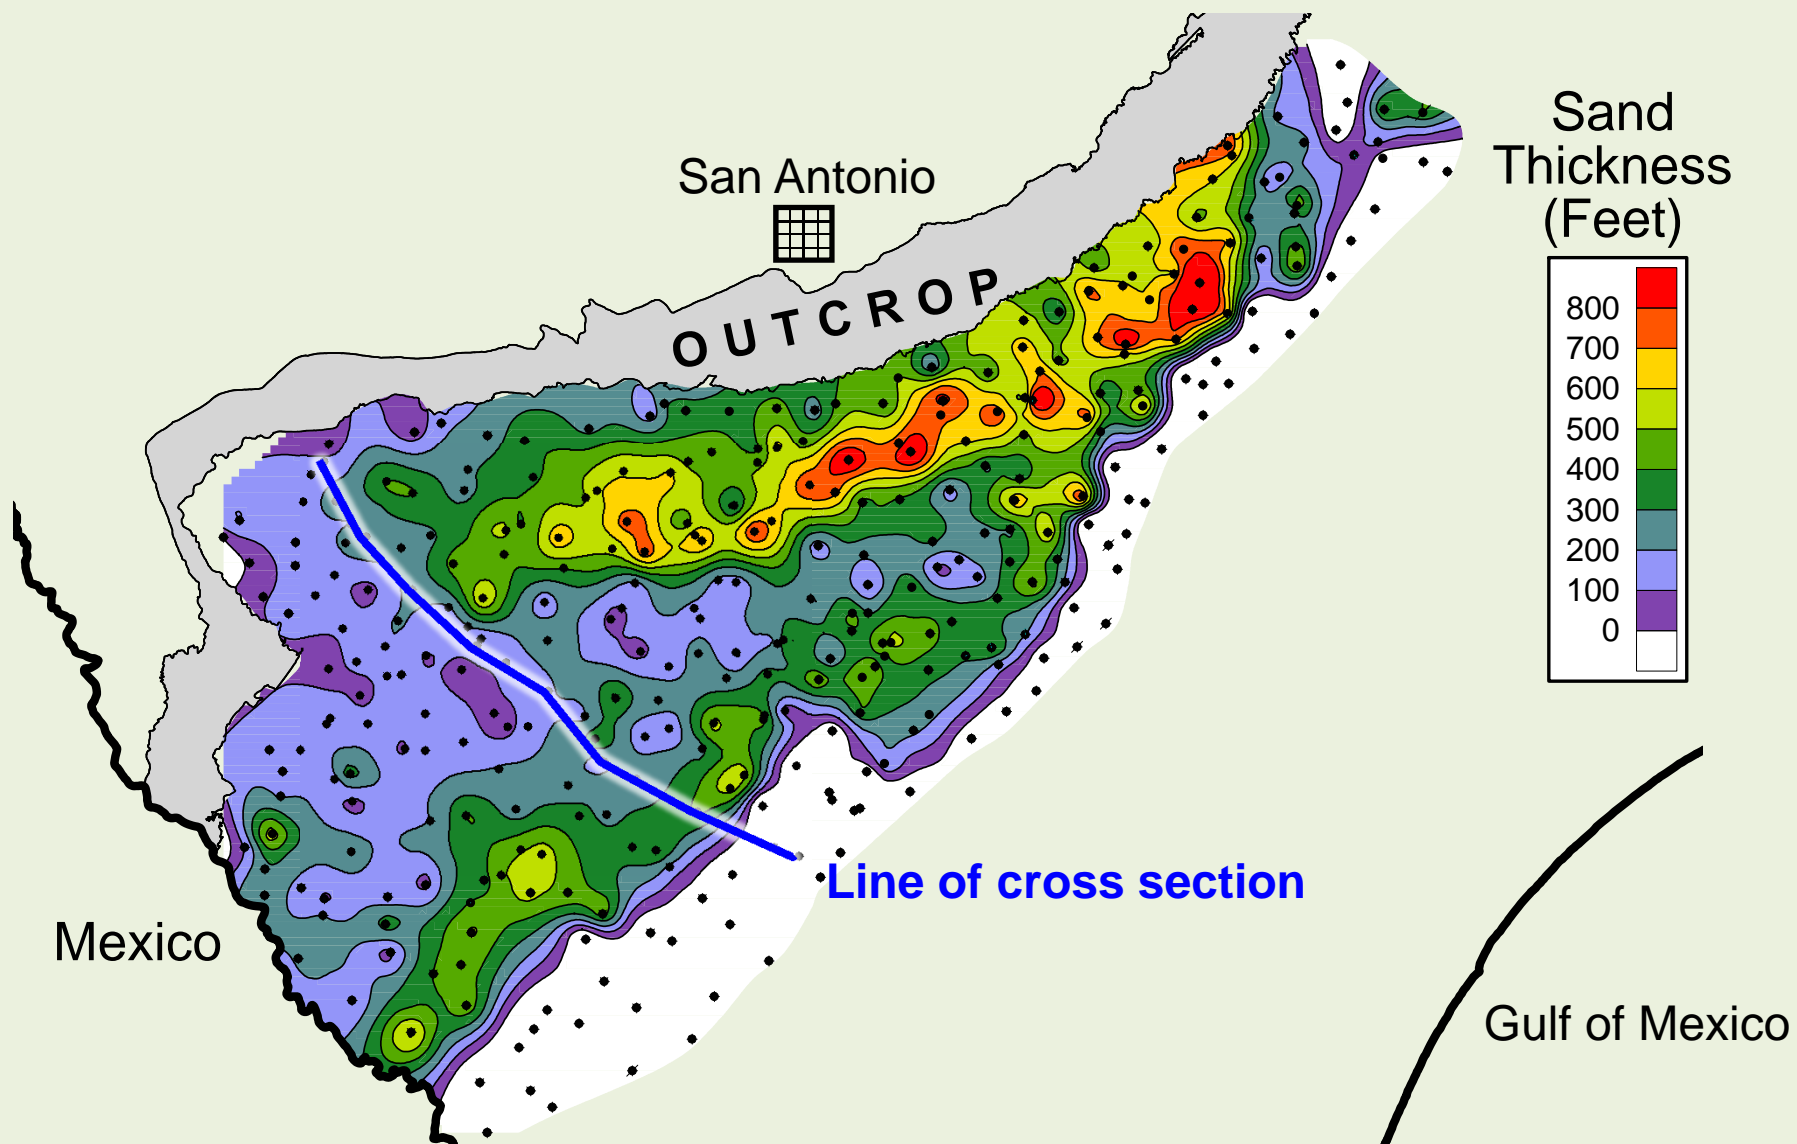 San Antonio
OUTCROP
Sand
Thickness
(Feet)
800
700
600
500
400
300
200
100
0
Line of cross section
Mexico
Gulf of Mexico